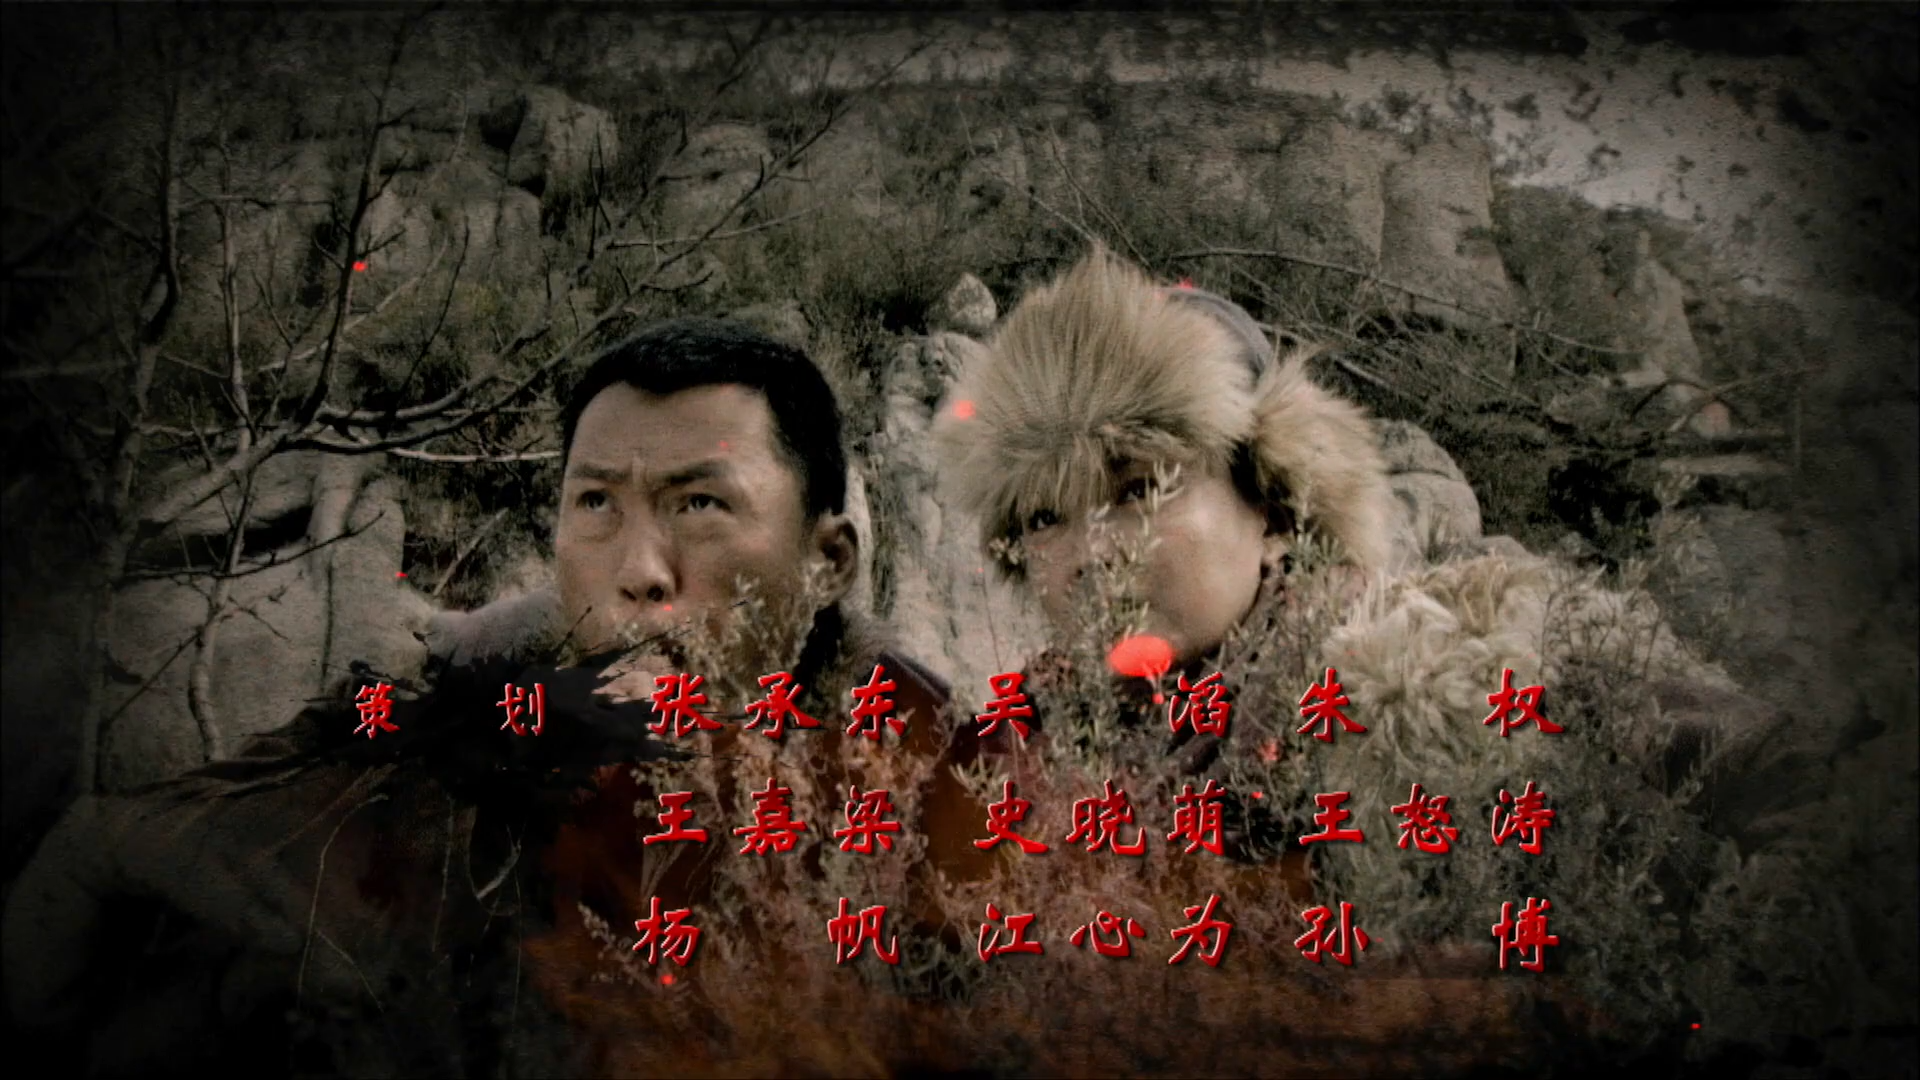 策 划 张承东 吴 滔 朱 权
王嘉梁 史晓萌 王怒涛
杨 帆 江心为 孙 博